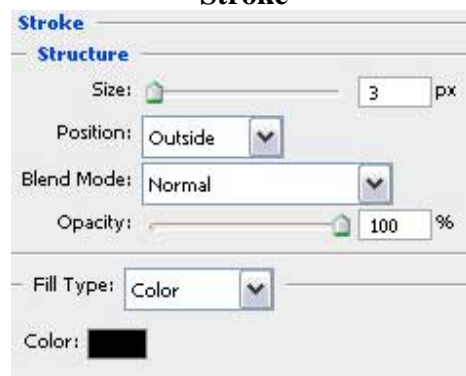 Stroke
Stroke
Structure
Size: 3 px
Position: Outside
Blend Mode: Normal
Opacity: 100 %
Fill Type: Color
Color: